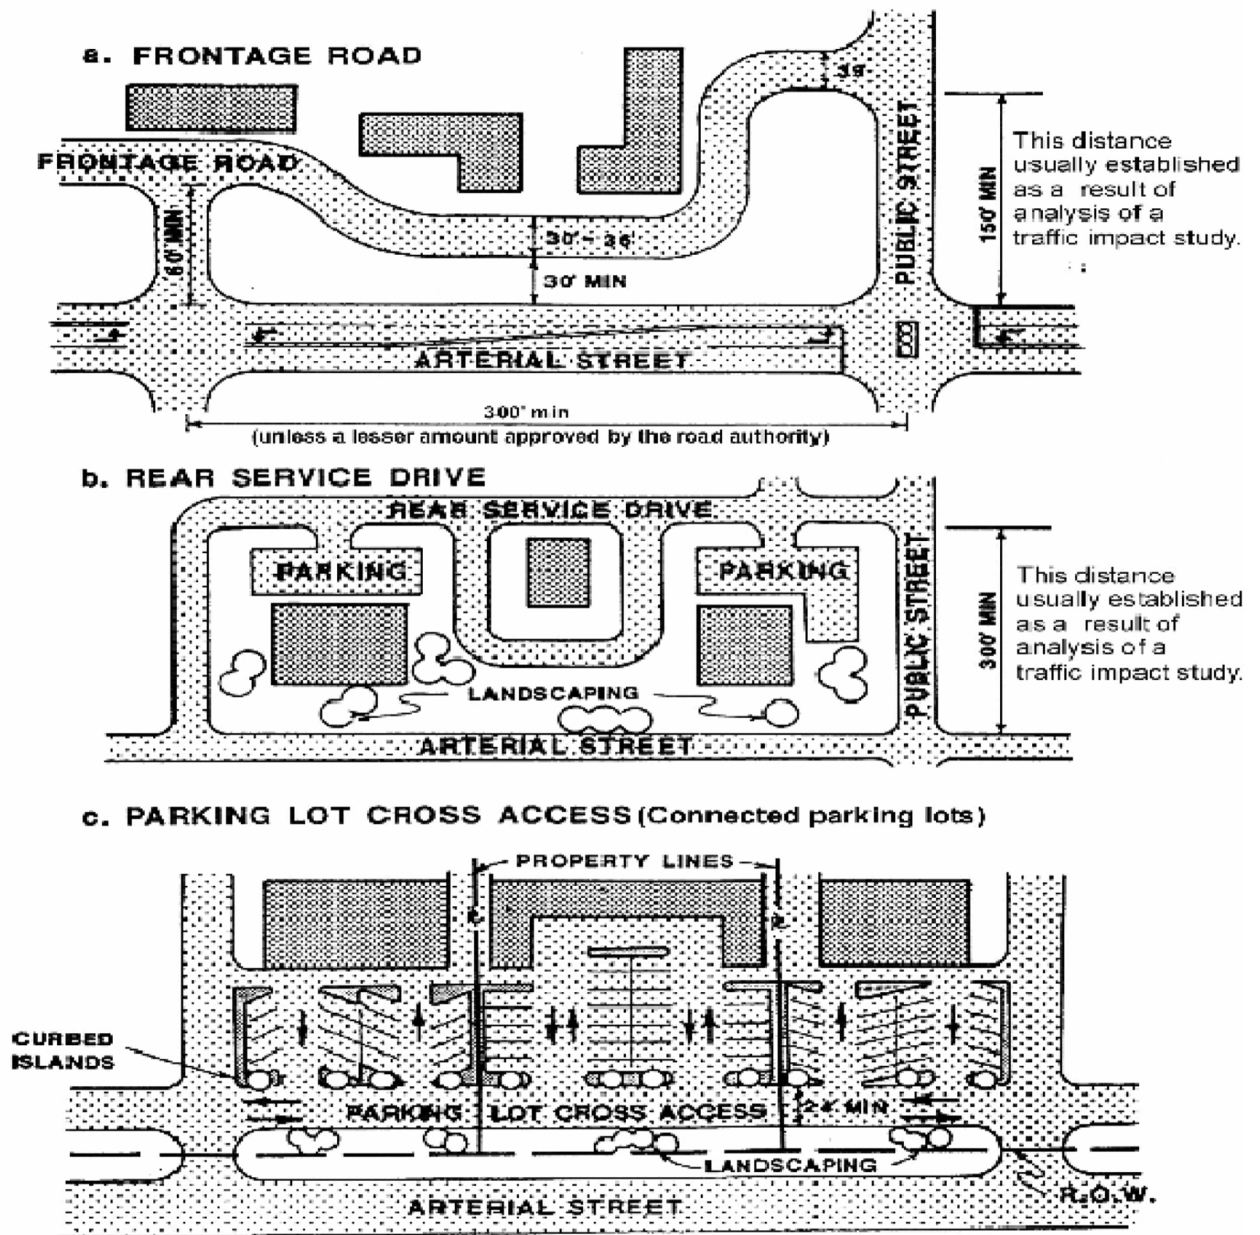 a. FRONTAGE ROAD
39'
FRONTAGE ROAD
60' MIN
30'- 36'
30' MIN
PUBLIC STREET
150' MIN
This distance
usually established
as a result of
analysis of a
traffic impact study.
ARTERIAL STREET
300' min
(unless a lesser amount approved by the road authority)
b. REAR SERVICE DRIVE
REAR SERVICE DRIVE
PARKING
PARKING
PUBLIC STREET
300' MIN
This distance
usually established
as a result of
analysis of a
traffic impact study.
LANDSCAPING
ARTERIAL STREET
c. PARKING LOT CROSS ACCESS (Connected parking lots)
PROPERTY LINES
CURBED
ISLANDS
PARKING LOT CROSS ACCESS
24' MIN
LANDSCAPING
R.O.W.
ARTERIAL STREET